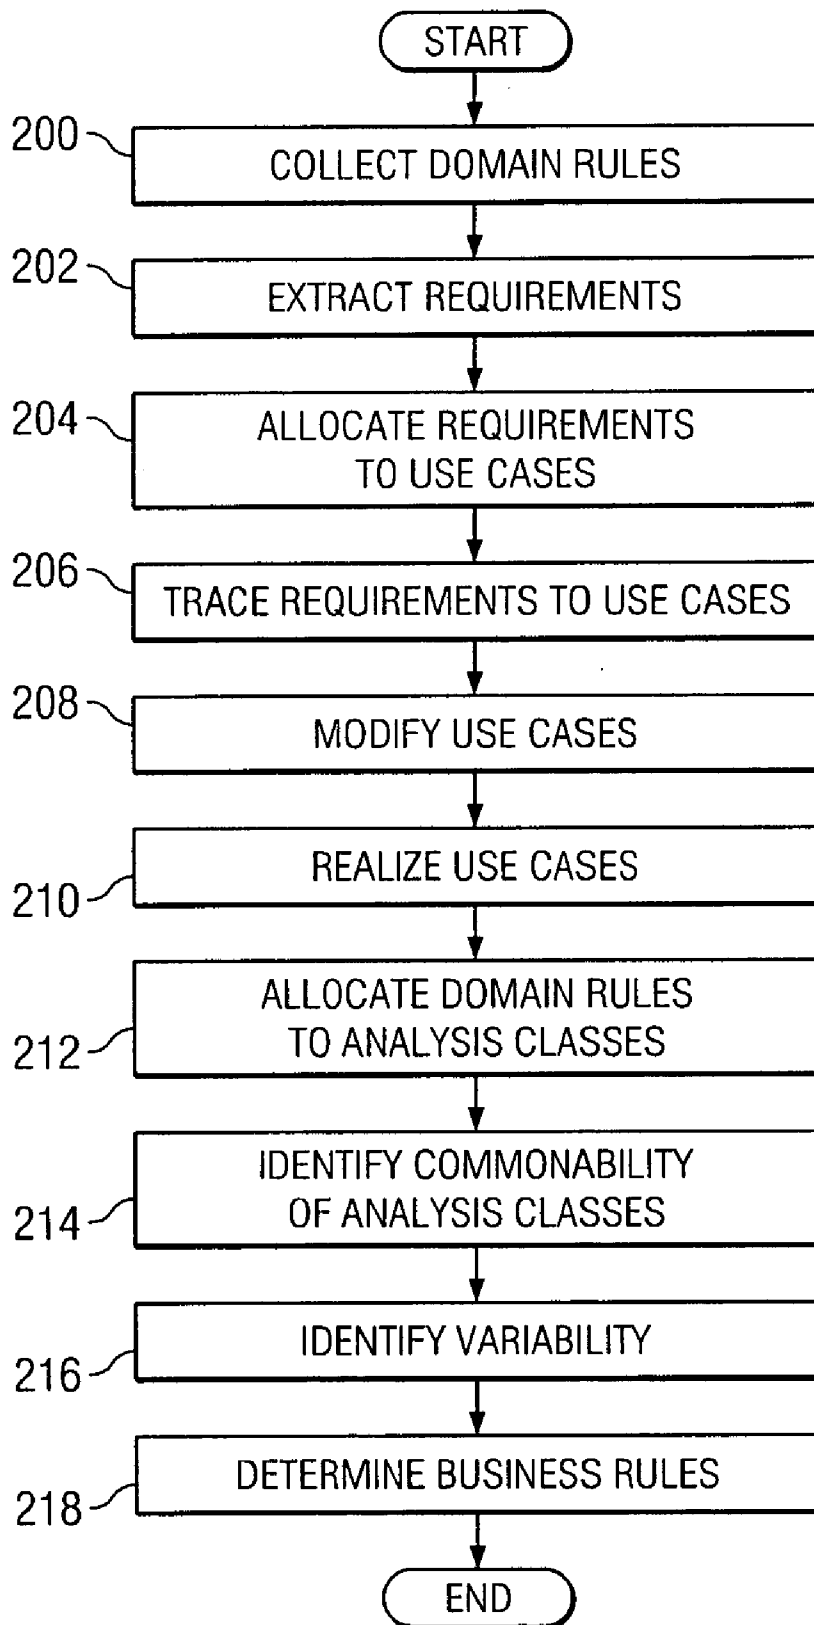 START
200
COLLECT DOMAIN RULES
202
EXTRACT REQUIREMENTS
204
ALLOCATE REQUIREMENTS
TO USE CASES
206
TRACE REQUIREMENTS TO USE CASES
208
MODIFY USE CASES
210
REALIZE USE CASES
212
ALLOCATE DOMAIN RULES
TO ANALYSIS CLASSES
214
IDENTIFY COMMONABILITY
OF ANALYSIS CLASSES
216
IDENTIFY VARIABILITY
218
DETERMINE BUSINESS RULES
END